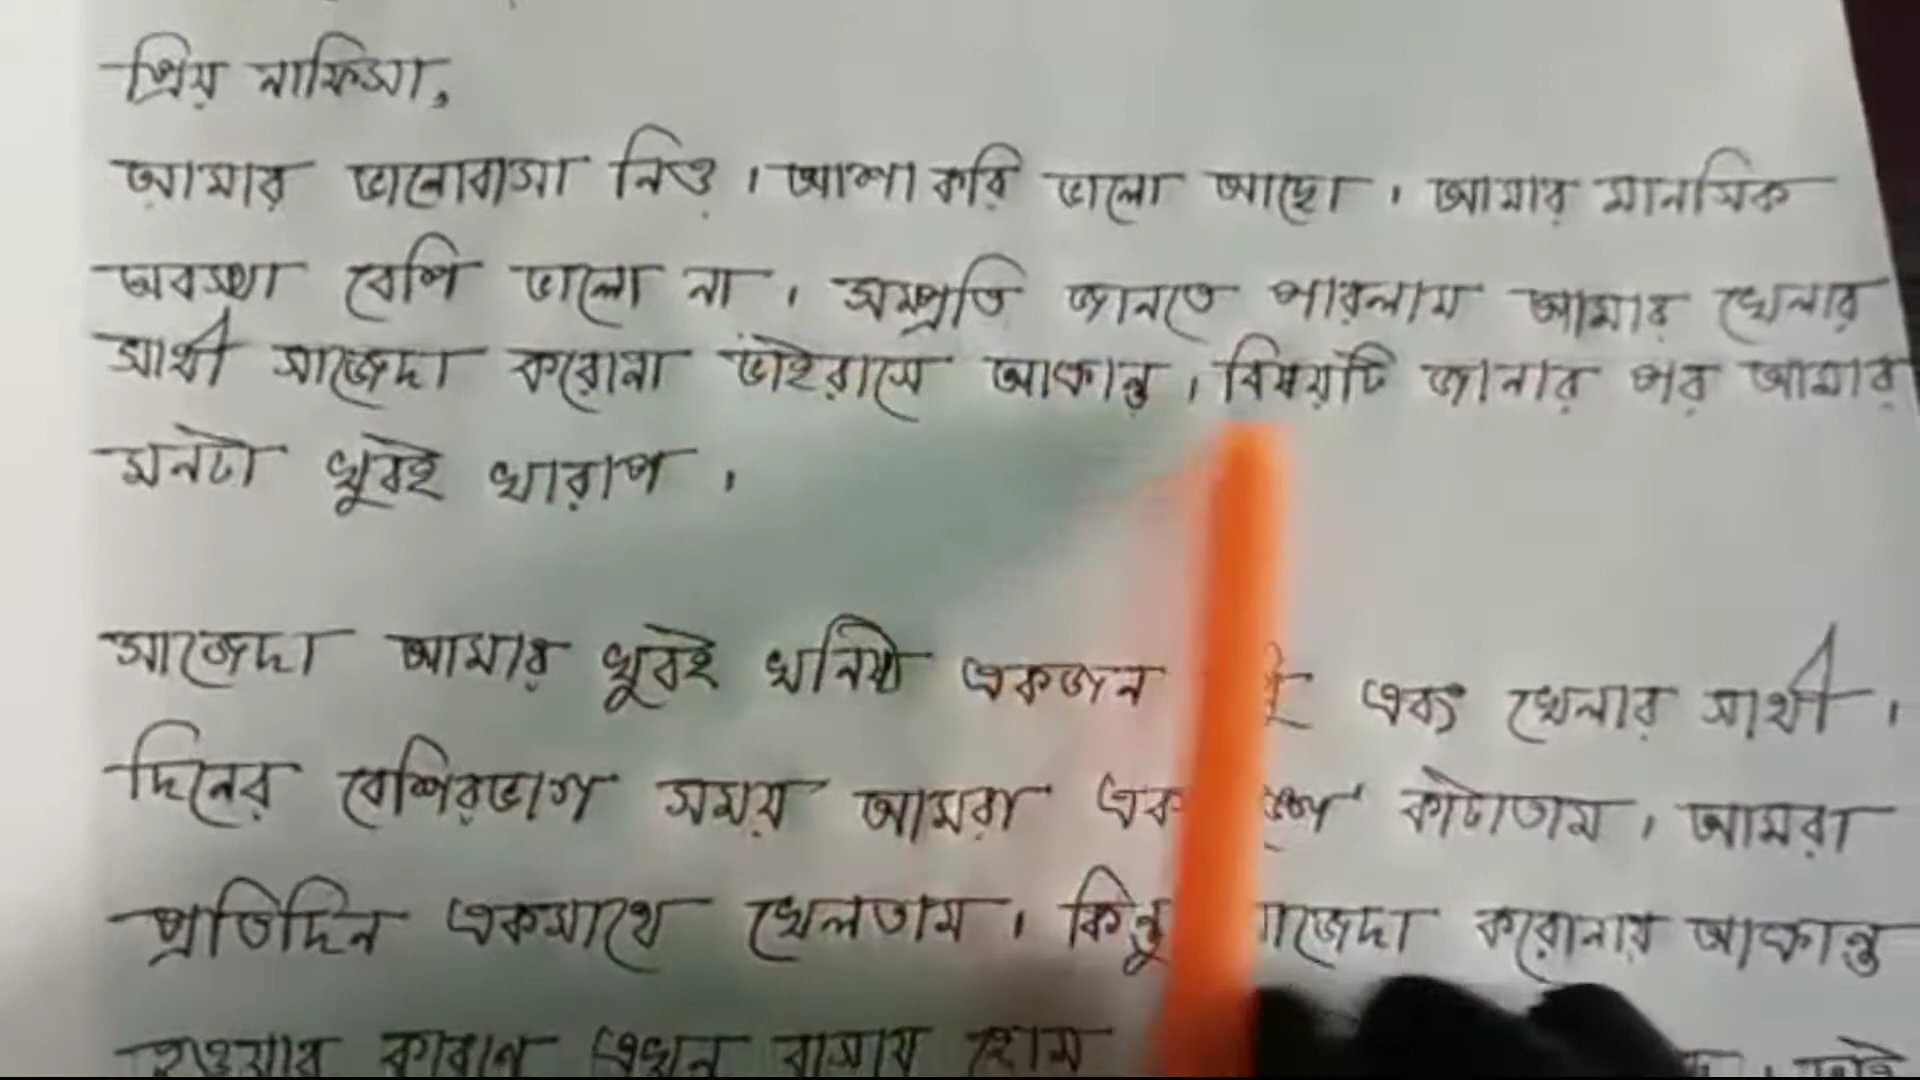 প্রিয় নাফিসা,
আমার ভালোবাসা নিও। আশা করি ভালো আছো। আমার মানসিক
অবস্থা বেশি ভালো না। সম্প্রতি জানতে পারলাম আমার খেলার
সাথী সাজেদা করোনা ভাইরাসে আক্রান্ত। বিষয়টি জানার পর আমার
মনটা খুবই খারাপ।
সাজেদা আমার খুবই ঘনিষ্ঠ একজন এবং খেলার সাথী।
দিনের বেশিরভাগ সময় আমরা কাটাতাম। আমরা
প্রতিদিন একসাথে খেলতাম। কিন্তু সাজেদা করোনায় আক্রান্ত
হওয়ার কারণে এখন বাসায় হোম